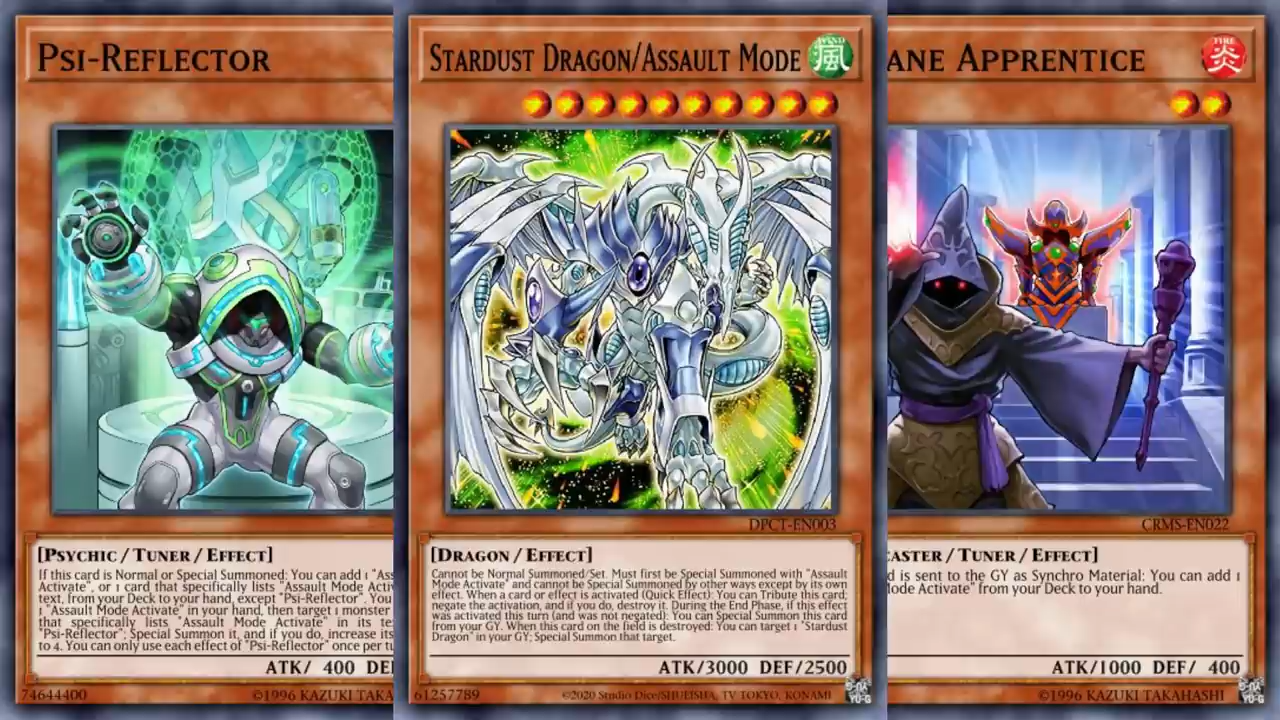 PSI-REFLECTOR
[PSYCHIC / TUNER / EFFECT]
If this card is Normal or Special Summoned: You can add 1 "Ass
Activate", or 1 card that specifically lists "Assault Mode Acti
text, from your Deck to your hand, except "Psi-Reflector". You
1 "Assault Mode Activate" in your hand, then target 1 monster
that specifically lists "Assault Mode Activate" in its te
"Psi-Reflector"; Special Summon it, and if you do, increase its
to 4. You can only use each effect of "Psi-Reflector" once per tu
ATK/ 400 DEF
74644400
©1996 KAZUKI TAKA
STARDUST DRAGON/ASSAULT MODE
WIND
風
DPCT-EN003
[DRAGON / EFFECT]
Cannot be Normal Summoned/Set. Must first be Special Summoned with "Assault
Mode Activate" and cannot be Special Summoned by other ways except by its own
effect. When a card or effect is activated (Quick Effect): You can Tribute this card;
negate the activation, and if you do, destroy it. During the End Phase, if this effect
was activated this turn (and was not negated): You can Special Summon this card
from your GY. When this card on the field is destroyed: You can target 1 "Stardust
Dragon" in your GY; Special Summon that target.
ATK/3000 DEF/2500
61257789
©2020 Studio Dice/SHUEISHA, TV TOKYO, KONAMI
ANE APPRENTICE
FIRE
炎
CRMS-EN022
CASTER / TUNER / EFFECT]
d is sent to the GY as Synchro Material: You can add 1
Mode Activate" from your Deck to your hand.
ATK/1000 DEF/ 400
©1996 KAZUKI TAKAHASHI